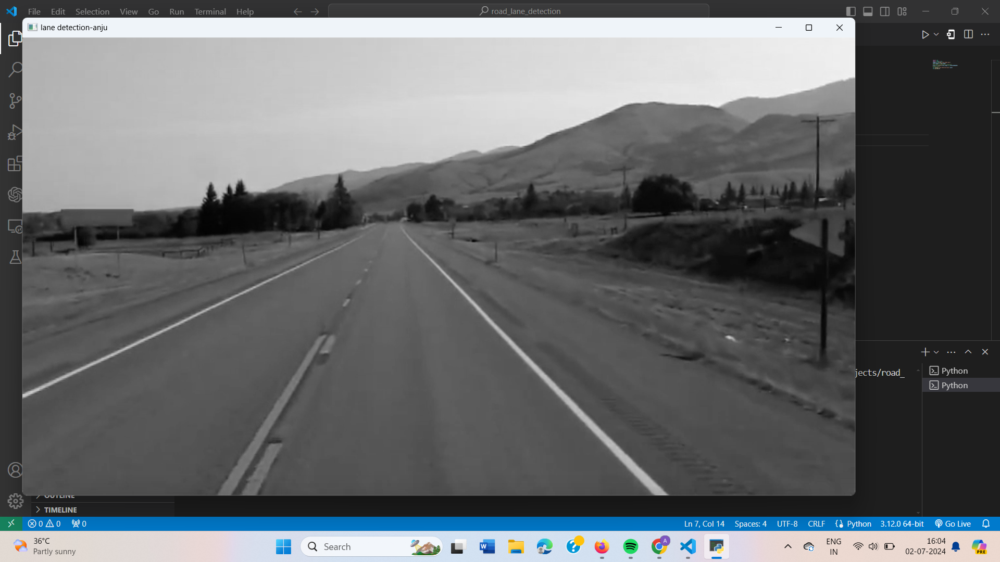 File Edit Selection View Go Run Terminal Help
road_lane_detection
lane detection-anju
jects/road_
Python
Python
OUTLINE
TIMELINE
0 0 0
Ln 7, Col 14 Spaces: 4 UTF-8 CRLF Python 3.12.0 64-bit Go Live
36°C
Partly sunny
Search
A
ENG
IN
16:04
02-07-2024
PRE